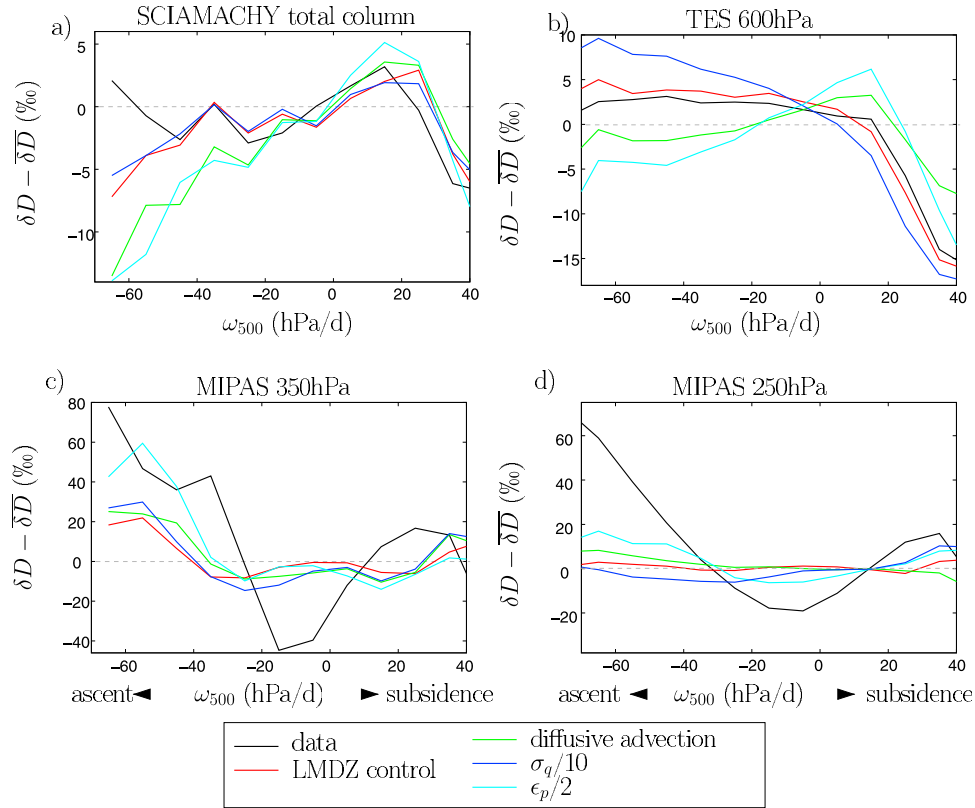 SCIAMACHY total column
a)
5
0
−5
−10
δD − δD (‰)
−60 −40 −20 0 20 40
ω500 (hPa/d)
TES 600hPa
b)
10
5
0
−5
−10
−15
δD − δD (‰)
−60 −40 −20 0 20 40
ω500 (hPa/d)
c)
MIPAS 350hPa
80
60
40
20
0
−20
−40
δD − δD (‰)
−60 −40 −20 0 20 40
ascent ◄ ω500 (hPa/d) ► subsidence
d)
MIPAS 250hPa
60
40
20
0
−20
δD − δD (‰)
−60 −40 −20 0 20 40
ascent ◄ ω500 (hPa/d) ► subsidence
data
LMDZ control
diffusive advection
σq/10
ϵp/2